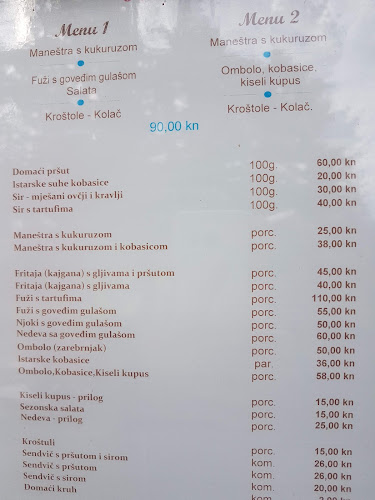 Menu 1
Maneštra s kukuruzom
Fuži s goveđim gulašom
Salata
Kroštole - Kolač
Menu 2
Maneštra s kukuruzom
Ombolo, kobasice.
kiseli kupus
Kroštole - Kolač.
90,00 kn
Domaći pršut 100g. 60,00 kn
Istarske suhe kobasice 100g. 20,00 kn
Sir - mješani ovčji i kravlji 100g. 30,00 kn
Sir s tartufima 100g. 40,00 kn
Maneštra s kukuruzom porc. 25,00 kn
Maneštra s kukuruzom i kobasicom porc. 38,00 kn
Fritaja (kajgana) s gljivama i pršutom porc. 45,00 kn
Fritaja (kajgana) s gljivama porc. 40,00 kn
Fuži s tartufima porc. 110,00 kn
Fuži s goveđim gulašom porc. 55,00 kn
Njoki s goveđim gulašom porc. 50,00 kn
Nedeva sa goveđim gulašom porc. 60,00 kn
Ombolo (zarebrnjak) porc. 50,00 kn
Istarske kobasice par. 36,00 kn
Ombolo,Kobasice,Kiseli kupus porc. 58,00 kn
Kiseli kupus - prilog porc. 15,00 kn
Sezonska salata porc. 15,00 kn
Nedeva - prilog porc. 25,00 kn
Kroštuli porc. 15,00 kn
Sendvič s pršutom i sirom kom. 26,00 kn
Sendvič s pršutom kom. 26,00 kn
Sendvič s sirom kom. 20,00 kn
Domaći kruh kom.